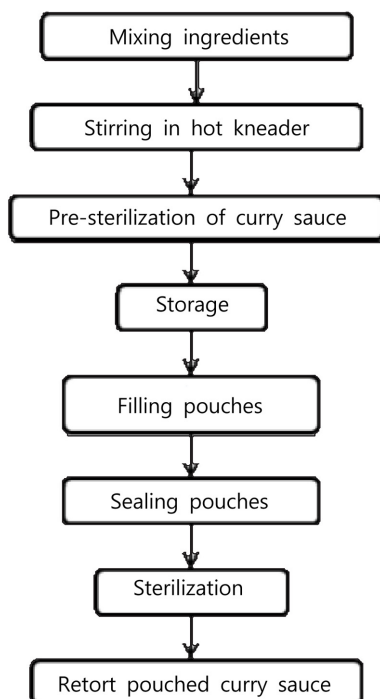 Mixing ingredients
Stirring in hot kneader
Pre-sterilization of curry sauce
Storage
Filling pouches
Sealing pouches
Sterilization
Retort pouched curry sauce